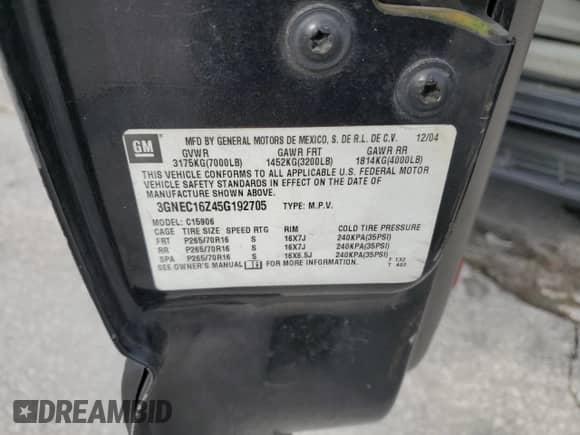 GM
MFD BY GENERAL MOTORS DE MEXICO, S. DE R.L. DE C.V. 12/04
GVWR GAWR FRT GAWR RR
3175KG(7000LB) 1452KG(3200LB) 1814KG(4000LB)
THIS VEHICLE CONFORMS TO ALL APPLICABLE U.S. FEDERAL MOTOR
VEHICLE SAFETY STANDARDS IN EFFECT ON THE DATE OF
MANUFACTURE SHOWN ABOVE.
3GNEC16Z45G192705 TYPE: M.P.V.
MODEL: C15906
CAGE TIRE SIZE SPEED RTG RIM COLD TIRE PRESSURE
FRT P265/70R16 S 16X7J 240KPA(35PSI)
RR P265/70R16 S 16X7J 240KPA(35PSI)
SPA P265/70R16 S 16X6.5J 240KPA(35PSI)
SEE OWNER'S MANUAL FOR MORE INFORMATION.
F 132
T 402
DREAMBID